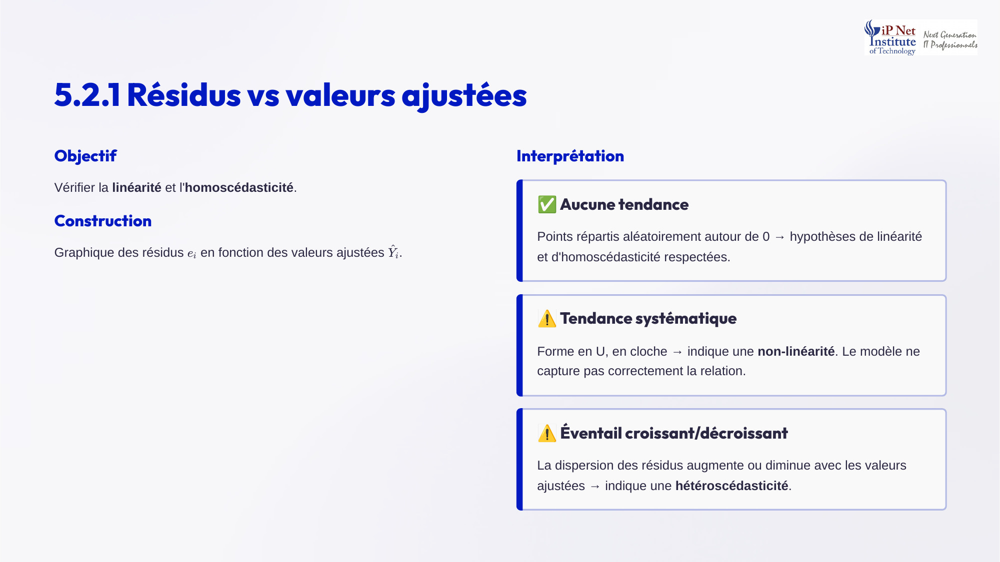 iP Net
Institute
of Technology
Next Generation
IT Professionnels
5.2.1 Résidus vs valeurs ajustées
Objectif
Vérifier la linéarité et l'homoscédasticité.
Construction
Graphique des résidus eᵢ en fonction des valeurs ajustées Ŷᵢ.
Interprétation
✅ Aucune tendance
Points répartis aléatoirement autour de 0 → hypothèses de linéarité
et d'homoscédasticité respectées.
⚠️ Tendance systématique
Forme en U, en cloche → indique une non-linéarité. Le modèle ne
capture pas correctement la relation.
⚠️ Éventail croissant/décroissant
La dispersion des résidus augmente ou diminue avec les valeurs
ajustées → indique une hétéroscédasticité.